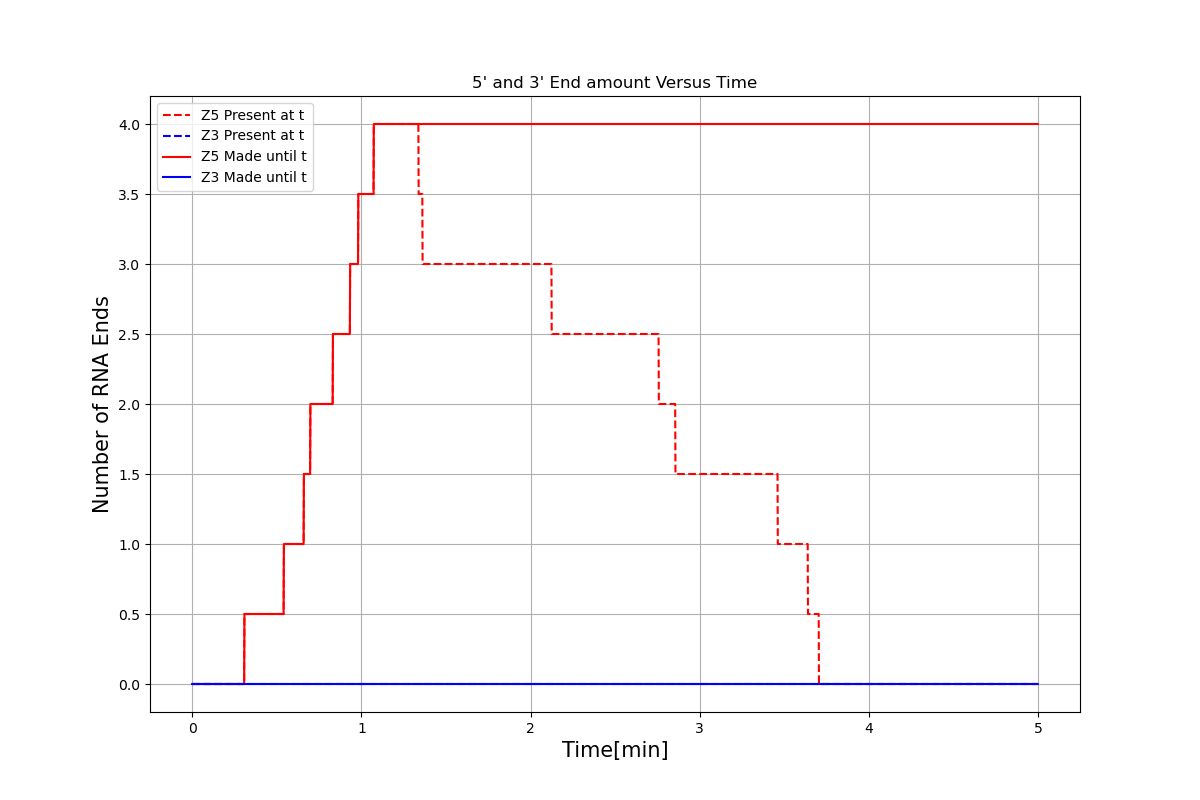 5' and 3' End amount Versus Time
Z5 Present at t
Z3 Present at t
Z5 Made until t
Z3 Made until t
4.0
3.5
3.0
2.5
2.0
1.5
1.0
0.5
0.0
Number of RNA Ends
0 1 2 3 4 5
Time[min]